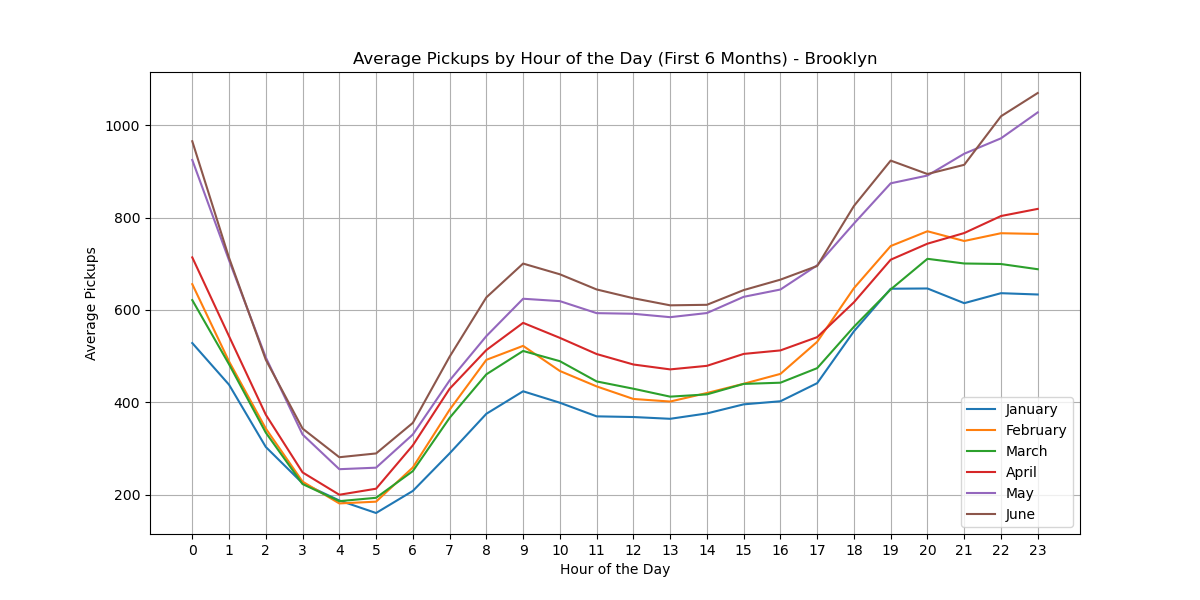 Average Pickups by Hour of the Day (First 6 Months) - Brooklyn
Average Pickups
1000
800
600
400
200
0 1 2 3 4 5 6 7 8 9 10 11 12 13 14 15 16 17 18 19 20 21 22 23
Hour of the Day
January
February
March
April
May
June